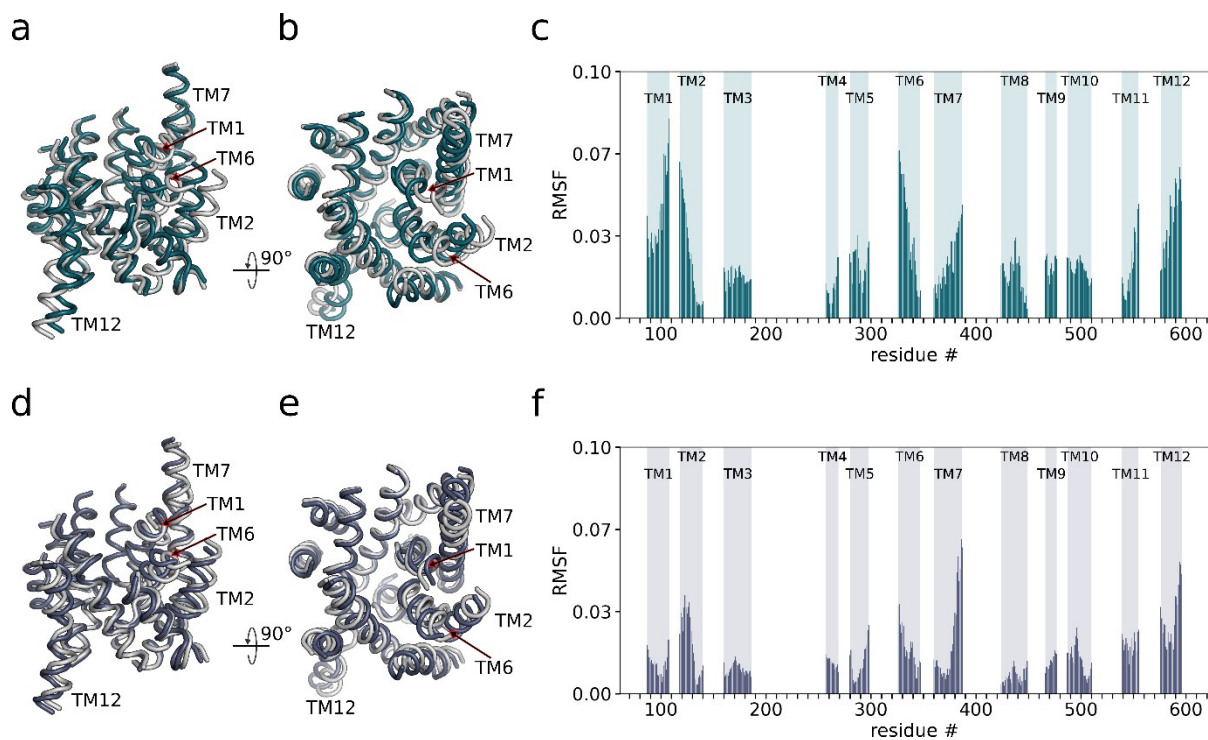 a
b
c
TM7
TM1
TM6
TM2
TM12
90°
TM7
TM1
TM2
TM6
TM12
0.10
0.07
0.03
0.00
RMSF
TM2 TM4 TM6 TM8 TM10 TM12
TM1 TM3 TM5 TM7 TM9 TM11
100 200 300 400 500 600
residue #
d
e
f
TM7
TM1
TM6
TM2
TM12
90°
TM7
TM1
TM2
TM6
TM12
0.10
0.07
0.03
0.00
RMSF
TM2 TM4 TM6 TM8 TM10 TM12
TM1 TM3 TM5 TM7 TM9 TM11
100 200 300 400 500 600
residue #